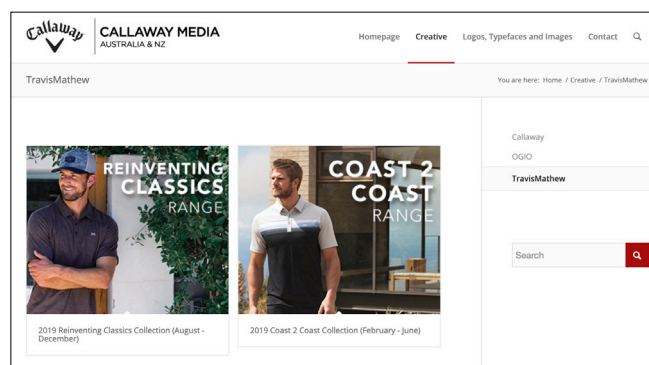 Callaway
CALLAWAY MEDIA
AUSTRALIA & NZ
Homepage Creative Logos, Typefaces and Images Contact
TravisMathew
You are here: Home / Creative / TravisMathew
REINVENTING
CLASSICS
RANGE
COAST 2
COAST
RANGE
2019 Reinventing Classics Collection (August -
December)
2019 Coast 2 Coast Collection (February - June)
Callaway
OGIO
TravisMathew
Search